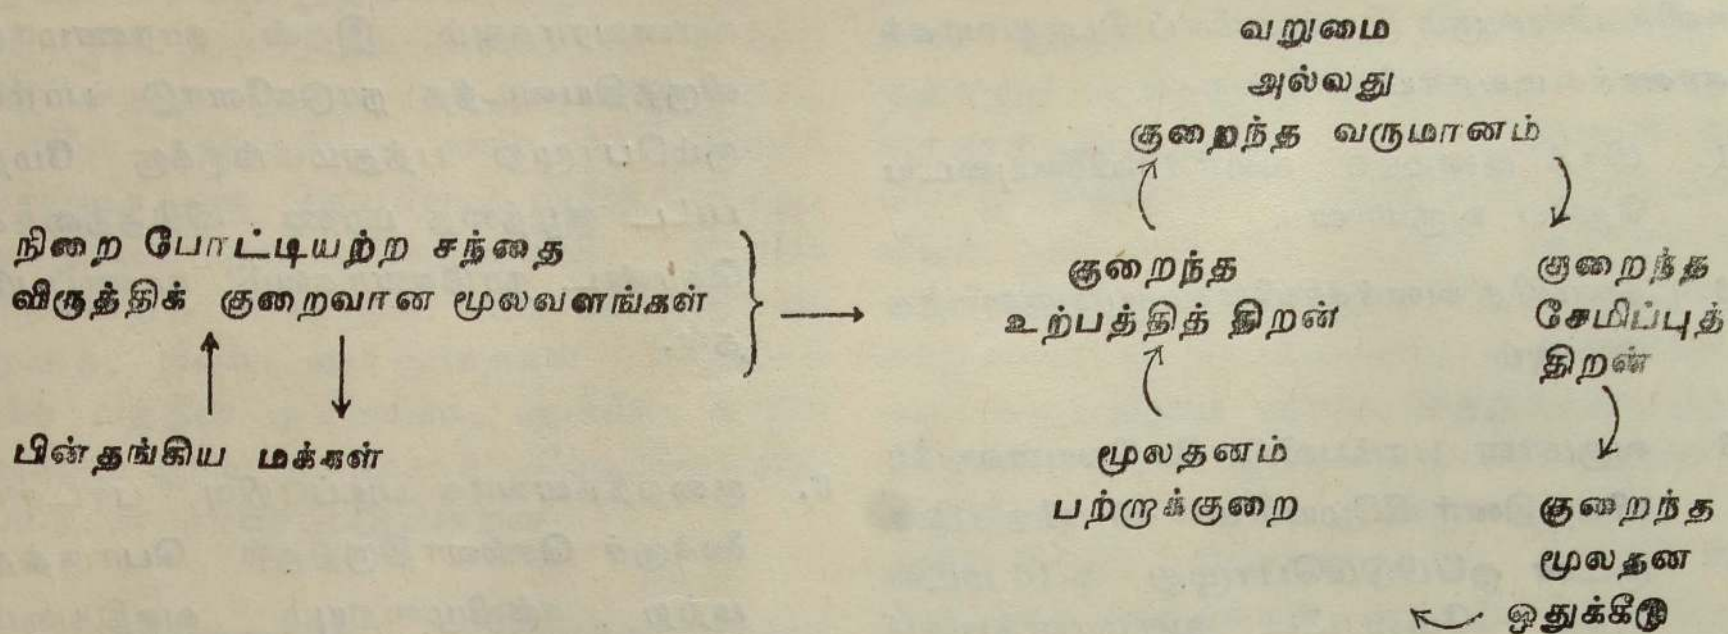 வறுமை
அல்லது
குறைந்த வருமானம்
நிறை போட்டியற்ற சந்தை
விருத்திக் குறைவான மூலவளங்கள்
பின்தங்கிய மக்கள்
குறைந்த
உற்பத்தித் திறன்
குறைந்த
சேமிப்புத்
திறன்
மூலதனம்
பற்றாக்குறை
குறைந்த
மூலதன
ஒதுக்கீடு